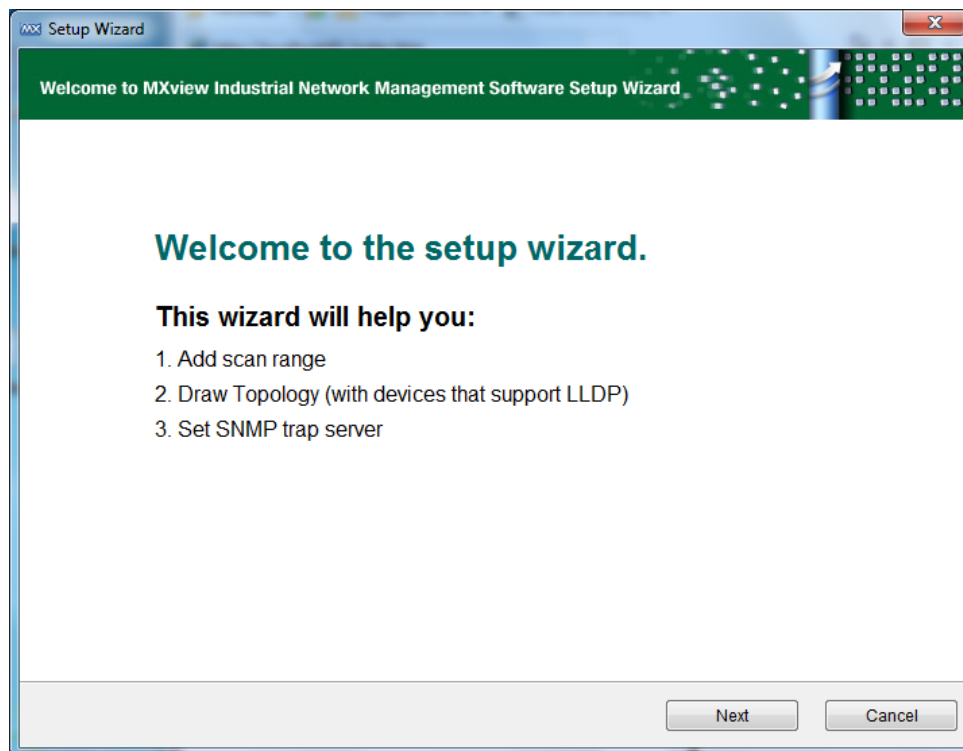 MX Setup Wizard
Welcome to MXview Industrial Network Management Software Setup Wizard
Welcome to the setup wizard.
This wizard will help you:
1. Add scan range
2. Draw Topology (with devices that support LLDP)
3. Set SNMP trap server
Next
Cancel